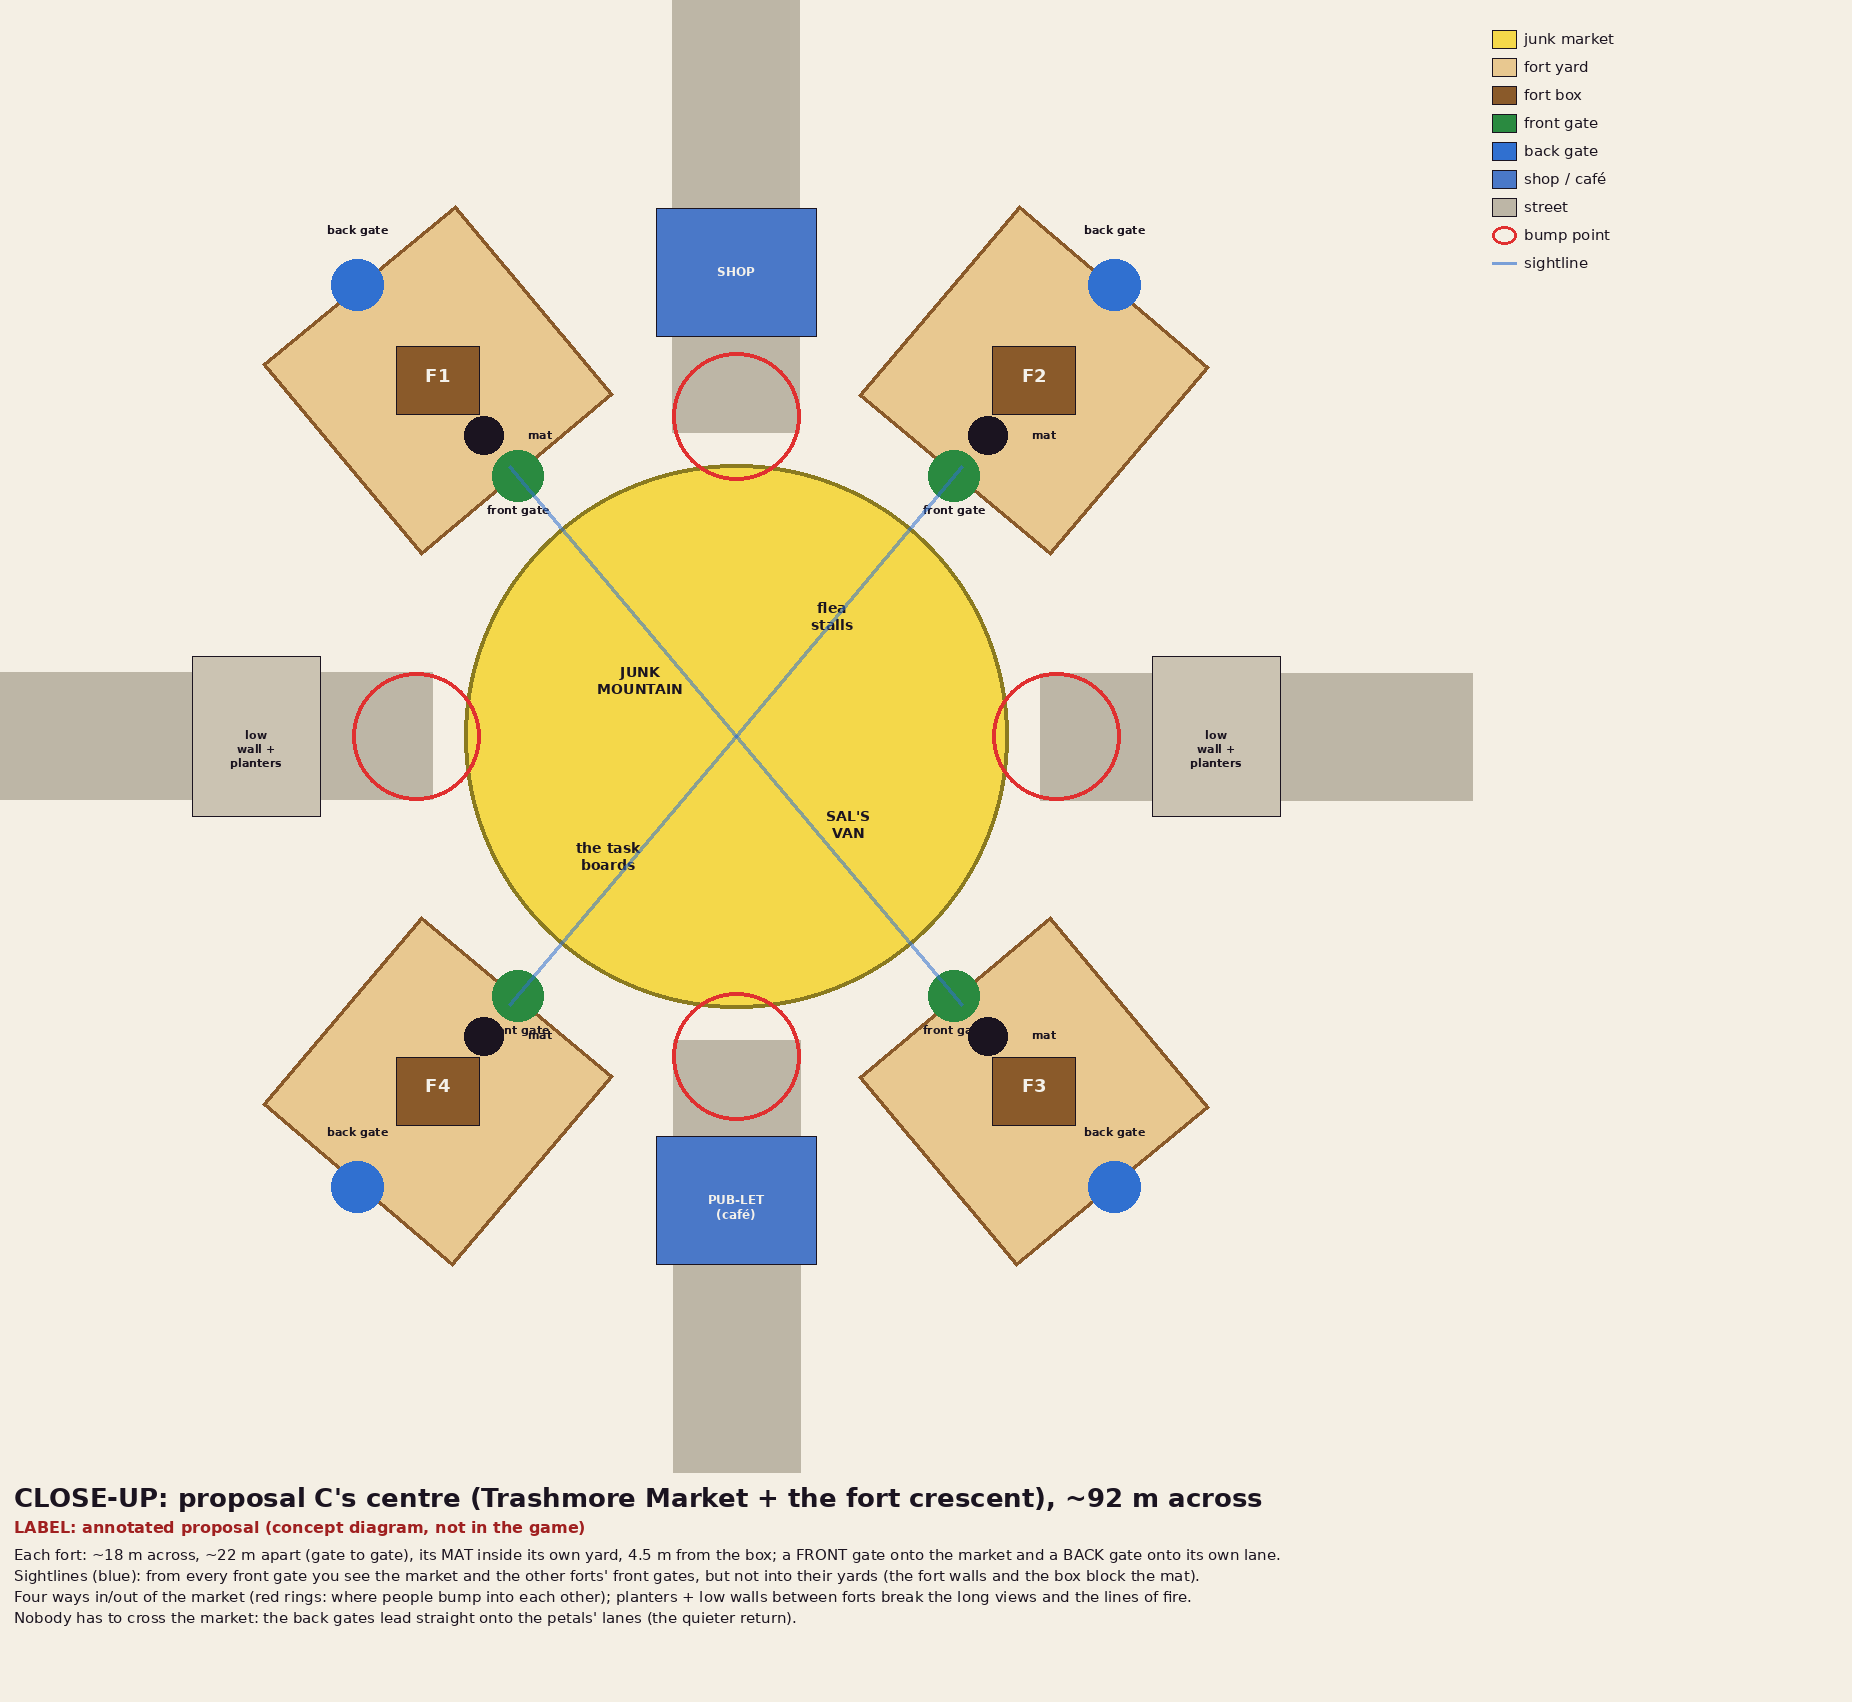 junk market
fort yard
fort box
front gate
back gate
shop / café
street
bump point
sightline
back gate
back gate
SHOP
F1
F2
mat
mat
front gate
front gate
flea
stalls
JUNK
MOUNTAIN
low
wall +
planters
low
wall +
planters
SAL'S
VAN
the task
boards
nt gate
mat
front ga
mat
F4
F3
back gate
back gate
PUB-LET
(café)
CLOSE-UP: proposal C's centre (Trashmore Market + the fort crescent), ~92 m across
LABEL: annotated proposal (concept diagram, not in the game)
Each fort: ~18 m across, ~22 m apart (gate to gate), its MAT inside its own yard, 4.5 m from the box; a FRONT gate onto the market and a BACK gate onto its own lane.
Sightlines (blue): from every front gate you see the market and the other forts' front gates, but not into their yards (the fort walls and the box block the mat).
Four ways in/out of the market (red rings: where people bump into each other); planters + low walls between forts break the long views and the lines of fire.
Nobody has to cross the market: the back gates lead straight onto the petals' lanes (the quieter return).